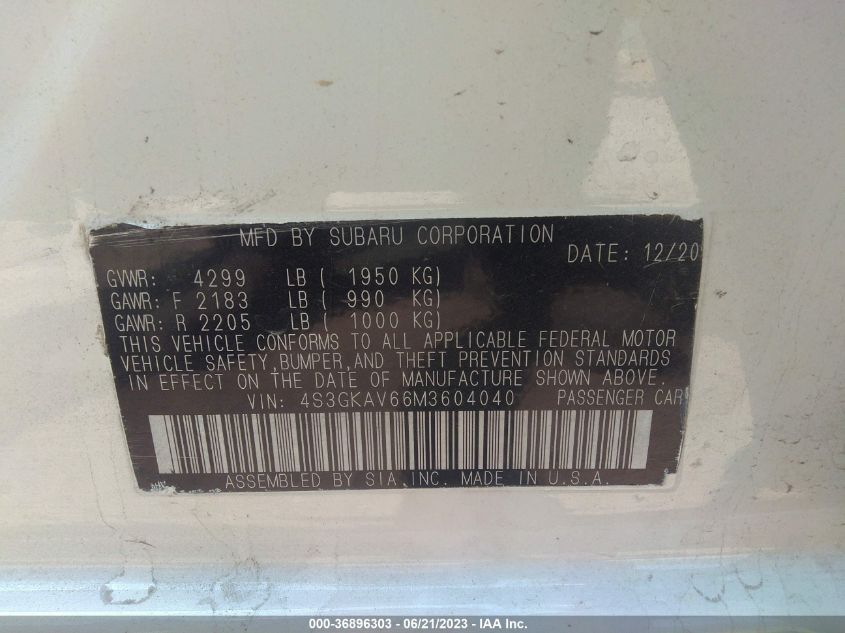 MFD BY SUBARU CORPORATION
DATE: 12/20
GVWR: 4299 LB ( 1950 KG)
GAWR: F 2183 LB ( 990 KG)
GAWR: R 2205 LB ( 1000 KG)
THIS VEHICLE CONFORMS TO ALL APPLICABLE FEDERAL MOTOR
VEHICLE SAFETY,BUMPER,AND THEFT PREVENTION STANDARDS
IN EFFECT ON THE DATE OF MANUFACTURE SHOWN ABOVE.
VIN: 4S3GKAV66M3604040 PASSENGER CAR
ASSEMBLED BY SIA,INC. MADE IN U.S.A.
000-36896303 - 06/21/2023 - IAA Inc.